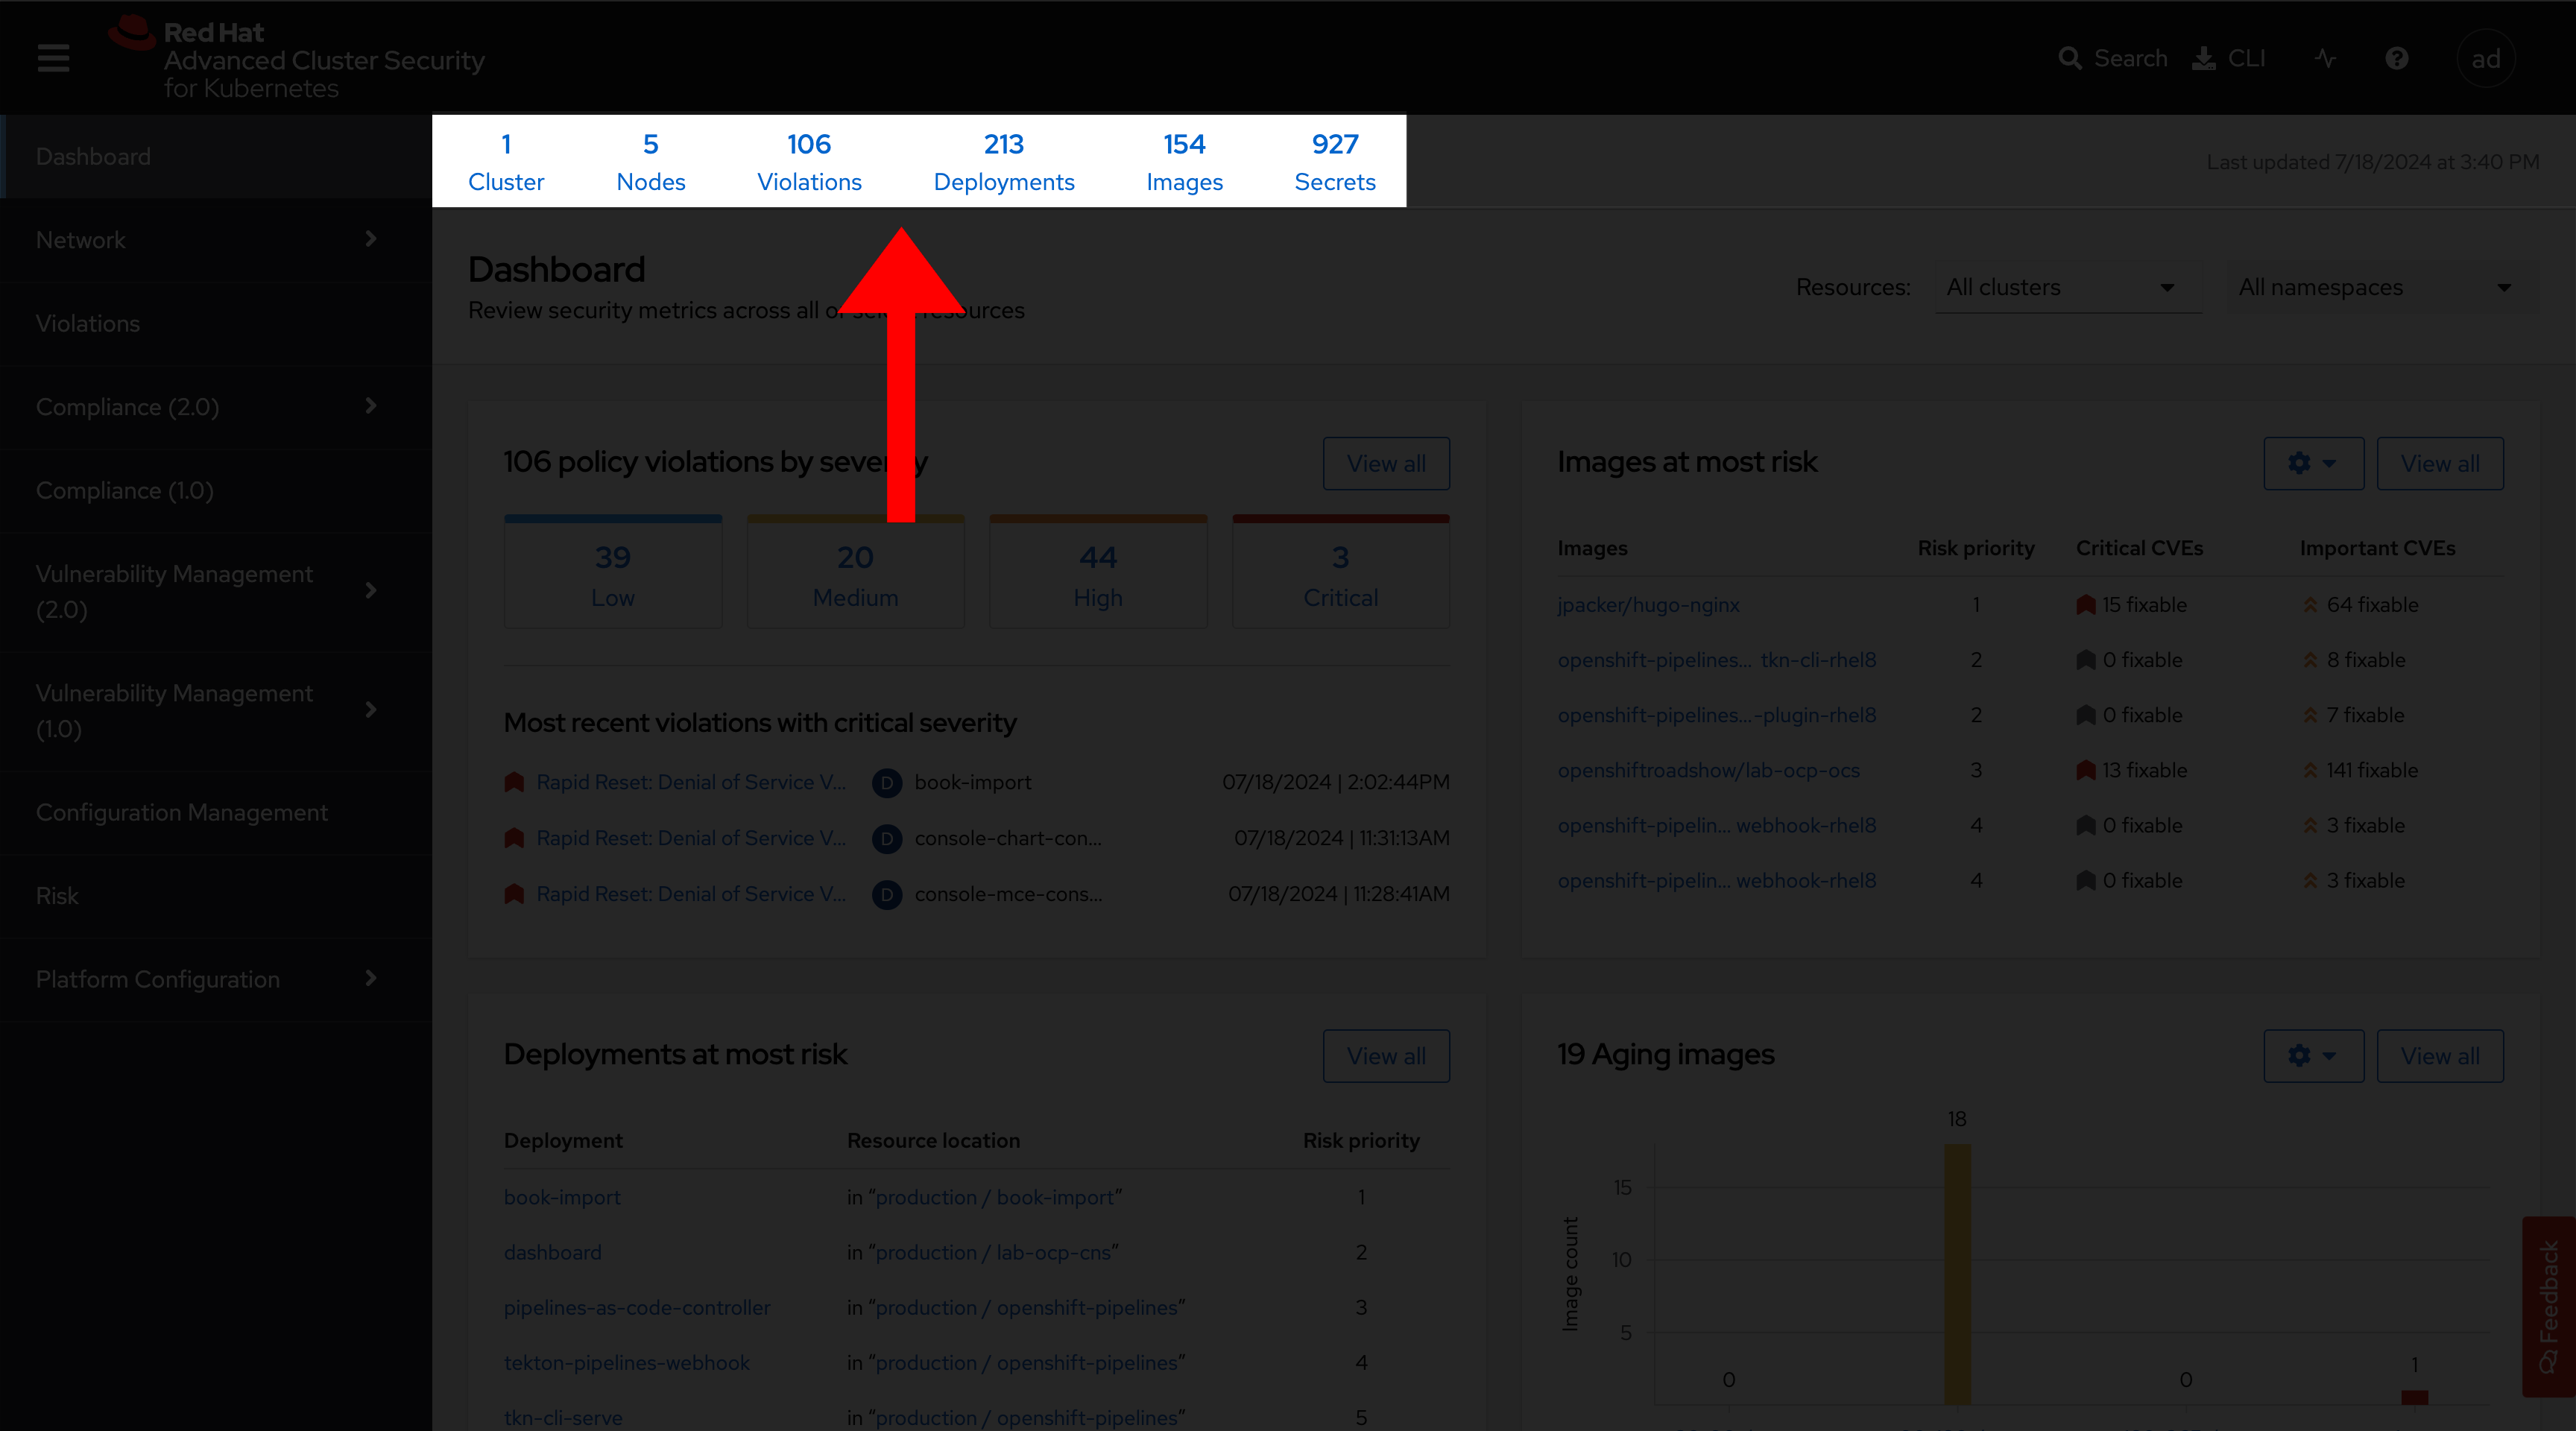 Red Hat
Advanced Cluster Security
for Kubernetes
Search
CLI
ad
Dashboard
Network
Violations
Compliance (2.0)
Compliance (1.0)
Vulnerability Management
(2.0)
Vulnerability Management
(1.0)
Configuration Management
Risk
Platform Configuration
1 5 106 213 154 927
Cluster Nodes Violations Deployments Images Secrets
Last updated 7/18/2024 at 3:40 PM
Dashboard
Review security metrics across all resources
Resources: All clusters All namespaces
106 policy violations by severity
View all
39 20 44 3
Low Medium High Critical
Most recent violations with critical severity
Rapid Reset: Denial of Service V... D book-import 07/18/2024 | 2:02:44PM
Rapid Reset: Denial of Service V... D console-chart-con... 07/18/2024 | 11:31:13AM
Rapid Reset: Denial of Service V... D console-mce-cons... 07/18/2024 | 11:28:41AM
Images at most risk
View all
Images Risk priority Critical CVEs Important CVEs
jpacker/hugo-nginx 1 15 fixable 64 fixable
openshift-pipelines... tkn-cli-rhel8 2 0 fixable 8 fixable
openshift-pipelines...-plugin-rhel8 2 0 fixable 7 fixable
openshiftroadshow/lab-ocp-ocs 3 13 fixable 141 fixable
openshift-pipelin... webhook-rhel8 4 0 fixable 3 fixable
openshift-pipelin... webhook-rhel8 4 0 fixable 3 fixable
Deployments at most risk
View all
Deployment Resource location Risk priority
book-import in “production / book-import” 1
dashboard in “production / lab-ocp-cns” 2
pipelines-as-code-controller in “production / openshift-pipelines” 3
tekton-pipelines-webhook in “production / openshift-pipelines” 4
tkn-cli-serve in “production / openshift-pipelines” 5
19 Aging images
View all
Image count
15
10
5
0
18
0
1
Feedback